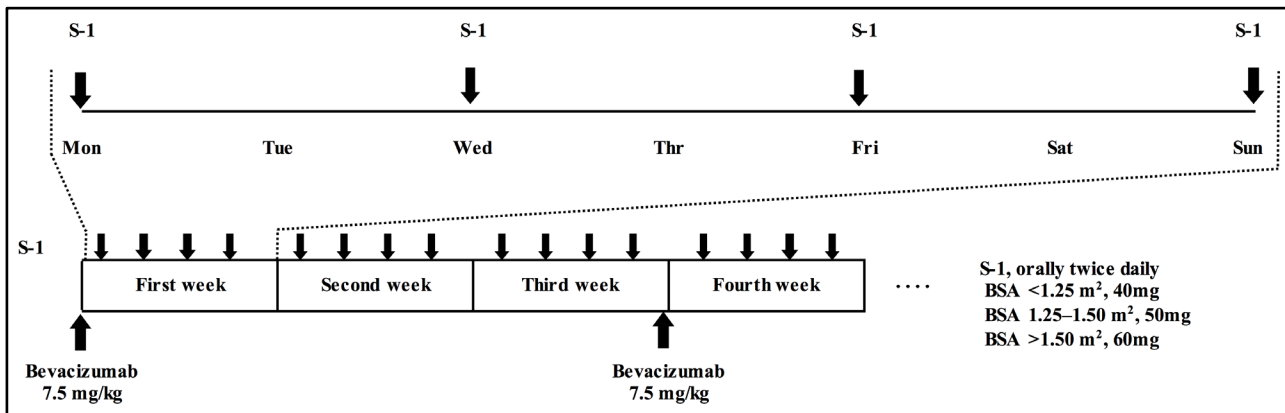 S-1 S-1 S-1 S-1
Mon Tue Wed Thr Fri Sat Sun
S-1
First week Second week Third week Fourth week ....
S-1, orally twice daily
BSA <1.25 m², 40mg
BSA 1.25–1.50 m², 50mg
BSA >1.50 m², 60mg
Bevacizumab
7.5 mg/kg
Bevacizumab
7.5 mg/kg